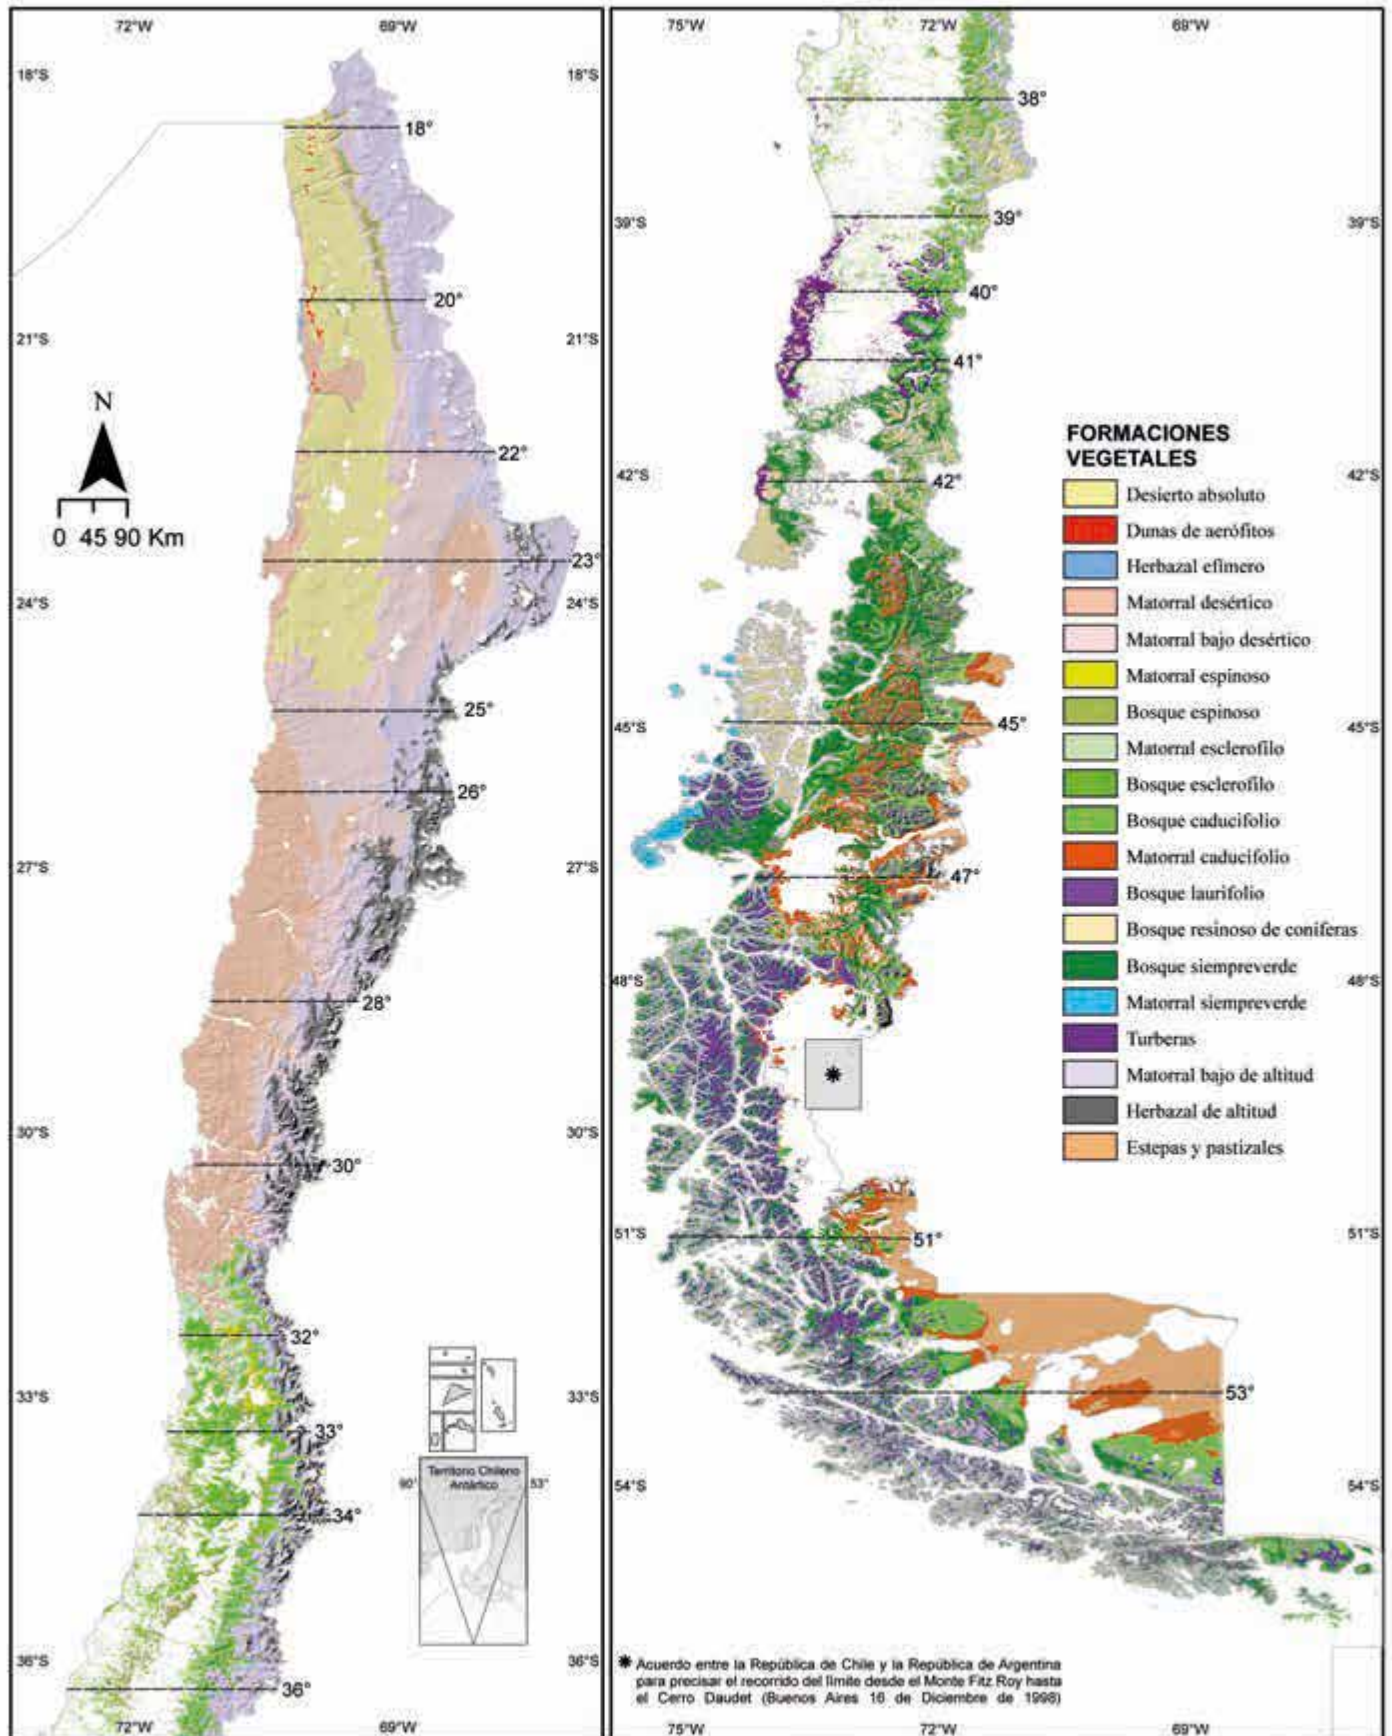 72°W 69°W
18°S 18°S
18°
20°
21°S 21°S
N
22°
0 45 90 Km
23°
24°S 24°S
25°
26°
27°S 27°S
28°
30°S 30°S
30°
32°
33°S 33°S
33°
Territorio Chileno
Antártico
90° 53°
34°
36°S 36°S
36°
72°W 69°W
75°W 72°W 69°W
38°
39°S 39°S
39°
40°
41°
42°S 42°S
42°
45°S 45°S
45°
47°
48°S 48°S
51°S 51°S
51°
53°
54°S 54°S
FORMACIONES
VEGETALES
Desierto absoluto
Dunas de aerófitos
Herbazal efímero
Matorral desértico
Matorral bajo desértico
Matorral espinoso
Bosque espinoso
Matorral esclerofilo
Bosque esclerofilo
Bosque caducifolio
Matorral caducifolio
Bosque laurifolio
Bosque resinoso de coníferas
Bosque siempreverde
Matorral siempreverde
Turberas
Matorral bajo de altitud
Herbazal de altitud
Estepas y pastizales
Acuerdo entre la República de Chile y la República de Argentina
para precisar el recorrido del límite desde el Monte Fitz Roy hasta
el Cerro Daudet (Buenos Aires 16 de Diciembre de 1998)
75°W 72°W 69°W